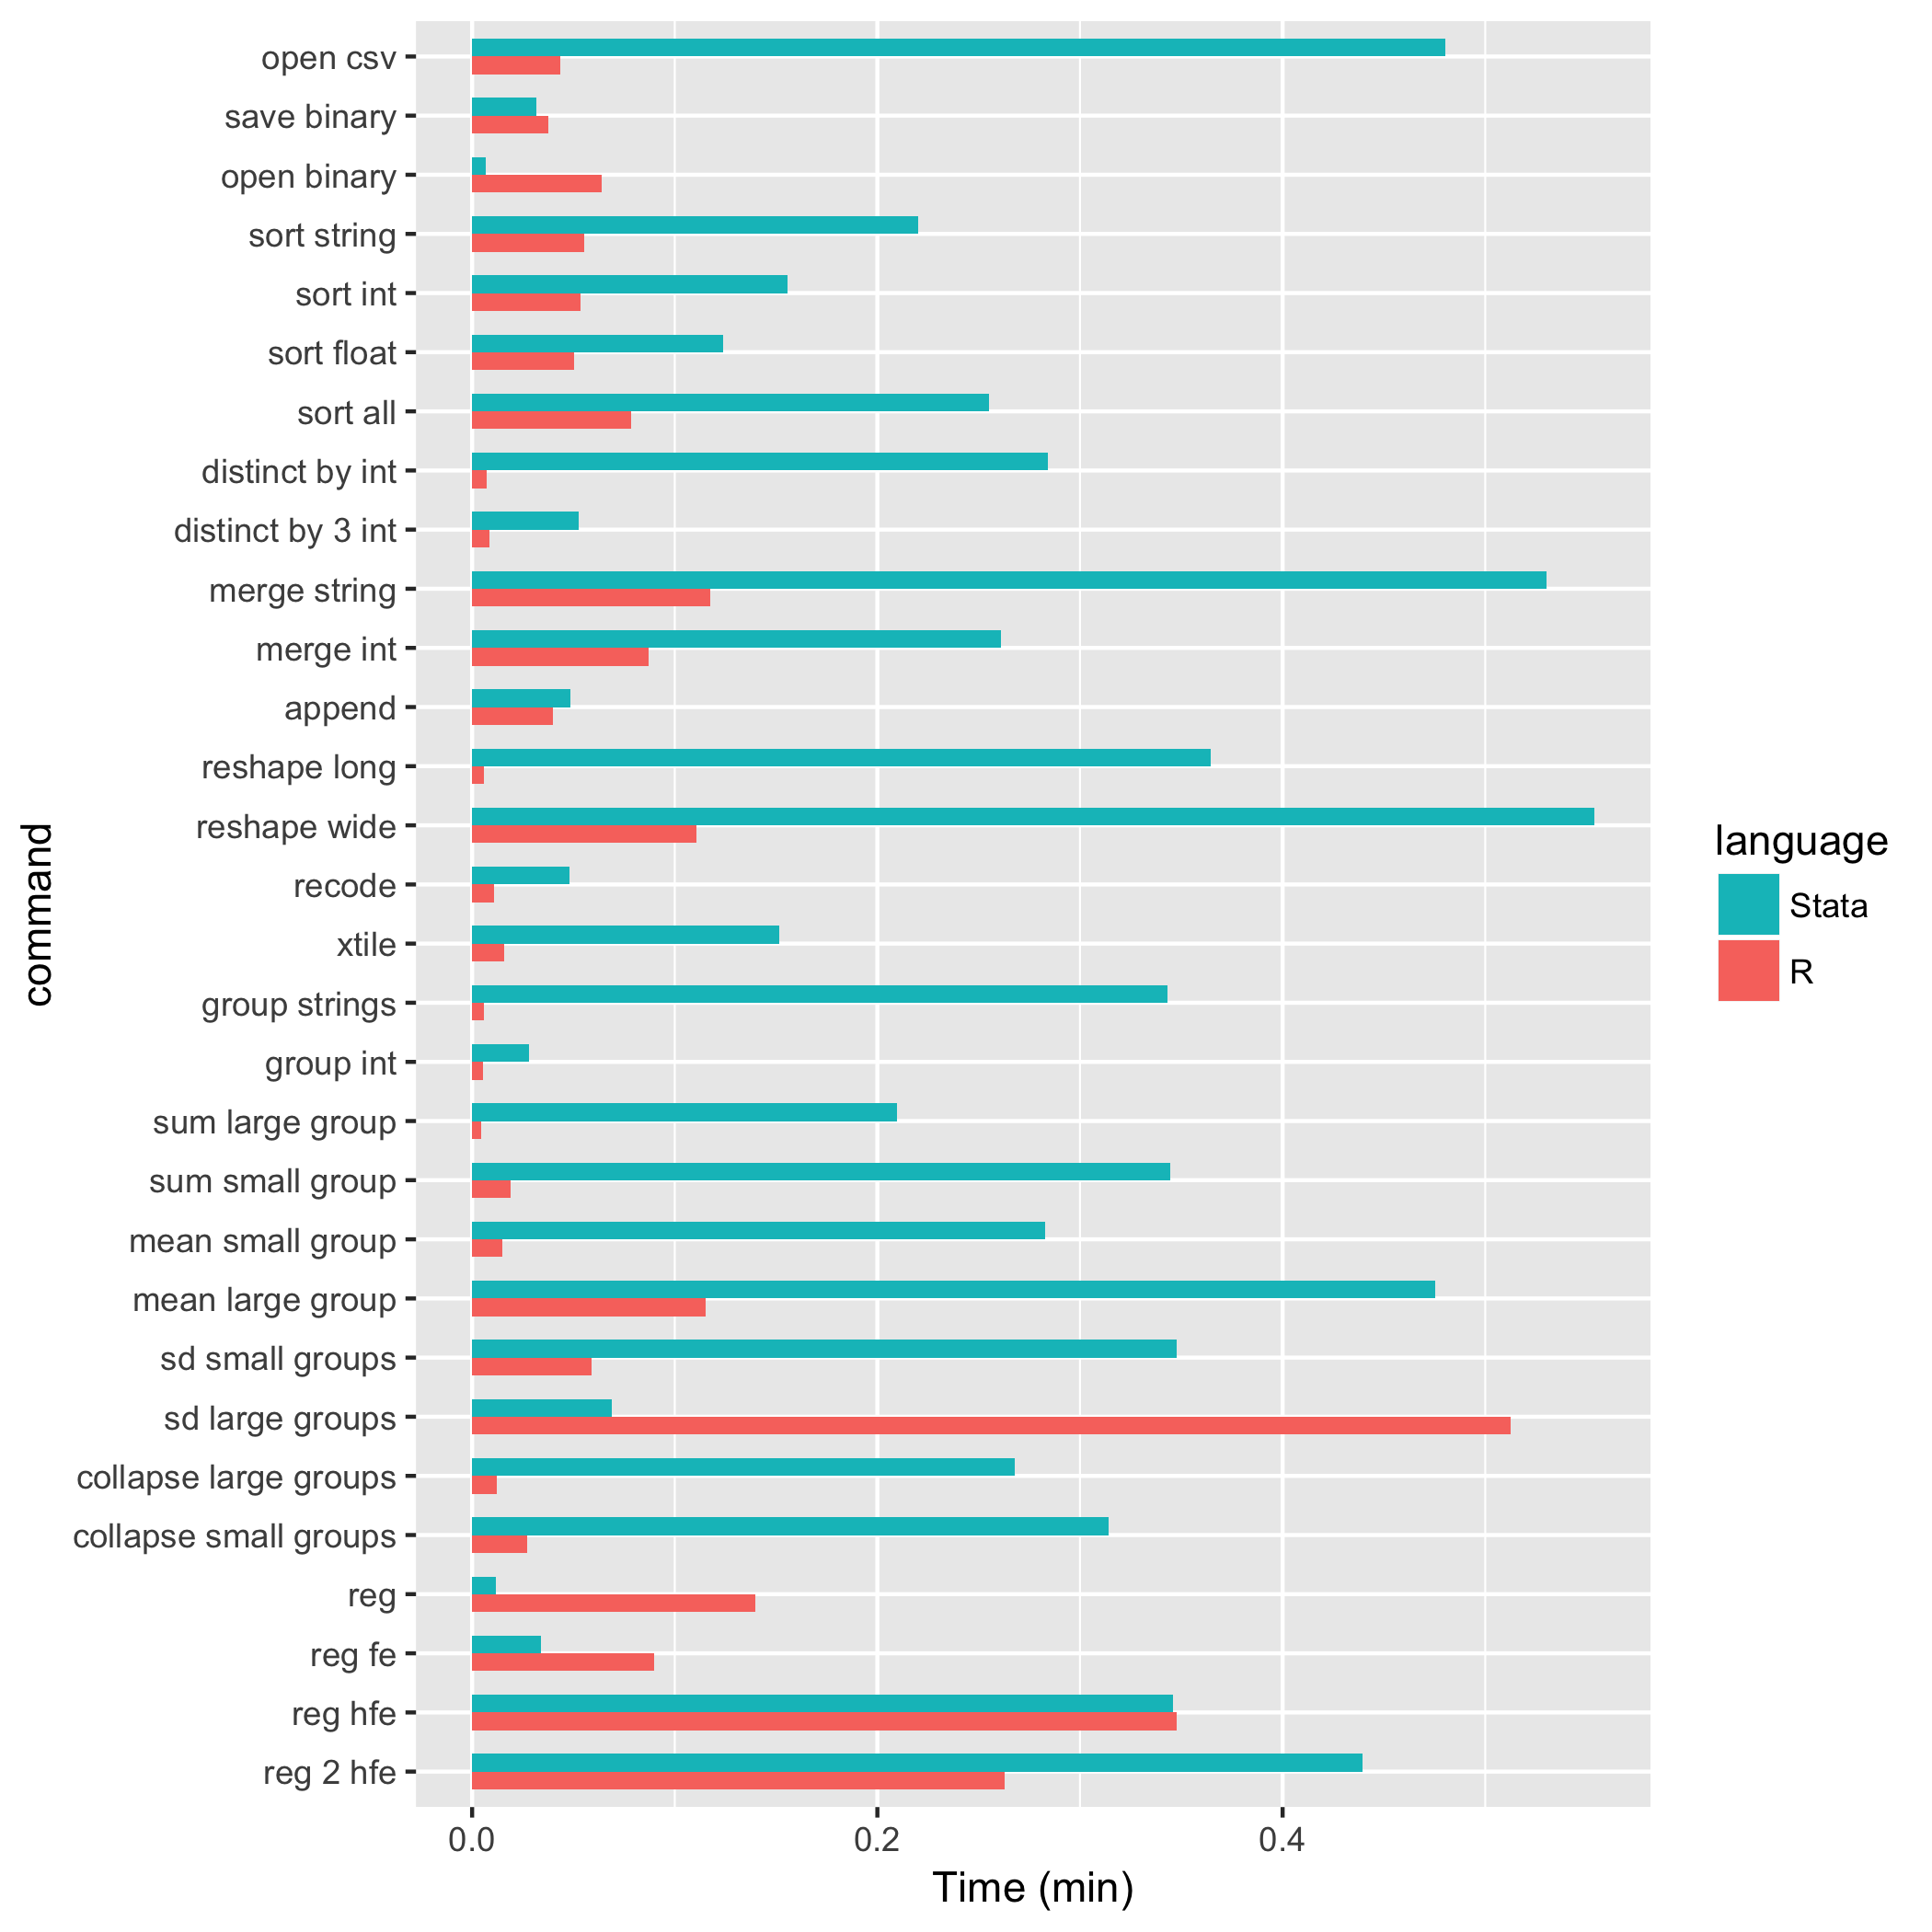 open csv
save binary
open binary
sort string
sort int
sort float
sort all
distinct by int
distinct by 3 int
merge string
merge int
append
reshape long
reshape wide
recode
xtile
group strings
group int
sum large group
sum small group
mean small group
mean large group
sd small groups
sd large groups
collapse large groups
collapse small groups
reg
reg fe
reg hfe
reg 2 hfe
command
0.0 0.2 0.4
Time (min)
language
Stata
R